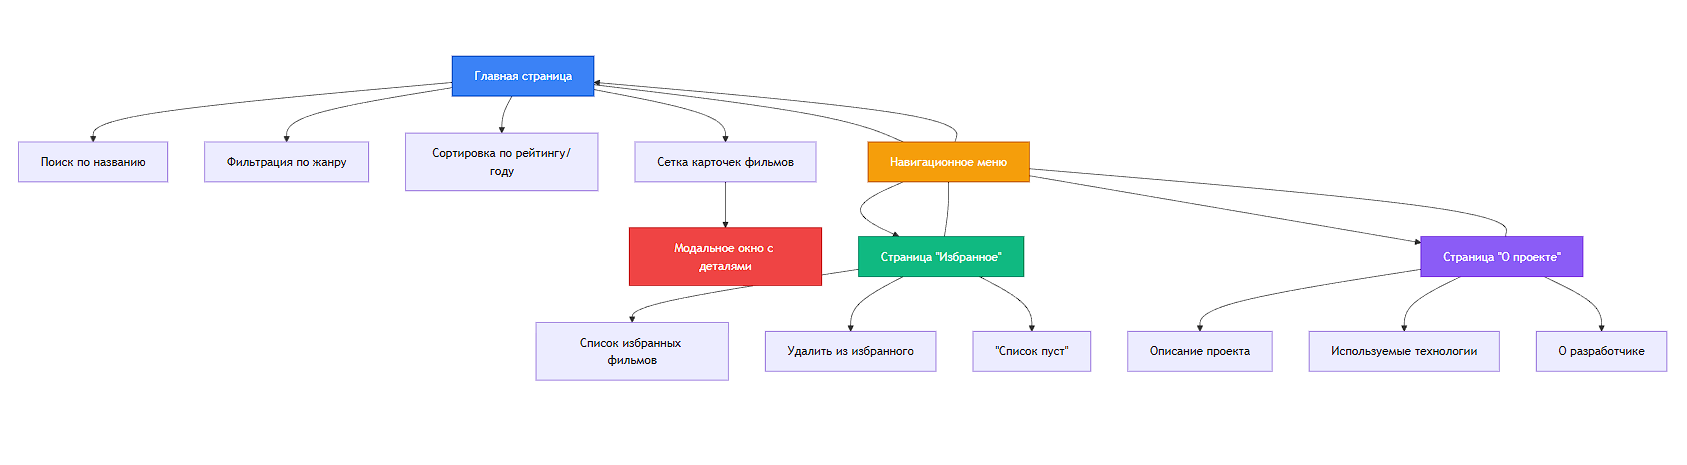 Главная страница
Поиск по названию
Фильтрация по жанру
Сортировка по рейтингу/
году
Сетка карточек фильмов
Навигационное меню
Модальное окно с
деталями
Страница "Избранное"
Страница "О проекте"
Список избранных
фильмов
Удалить из избранного
"Список пуст"
Описание проекта
Используемые технологии
О разработчике